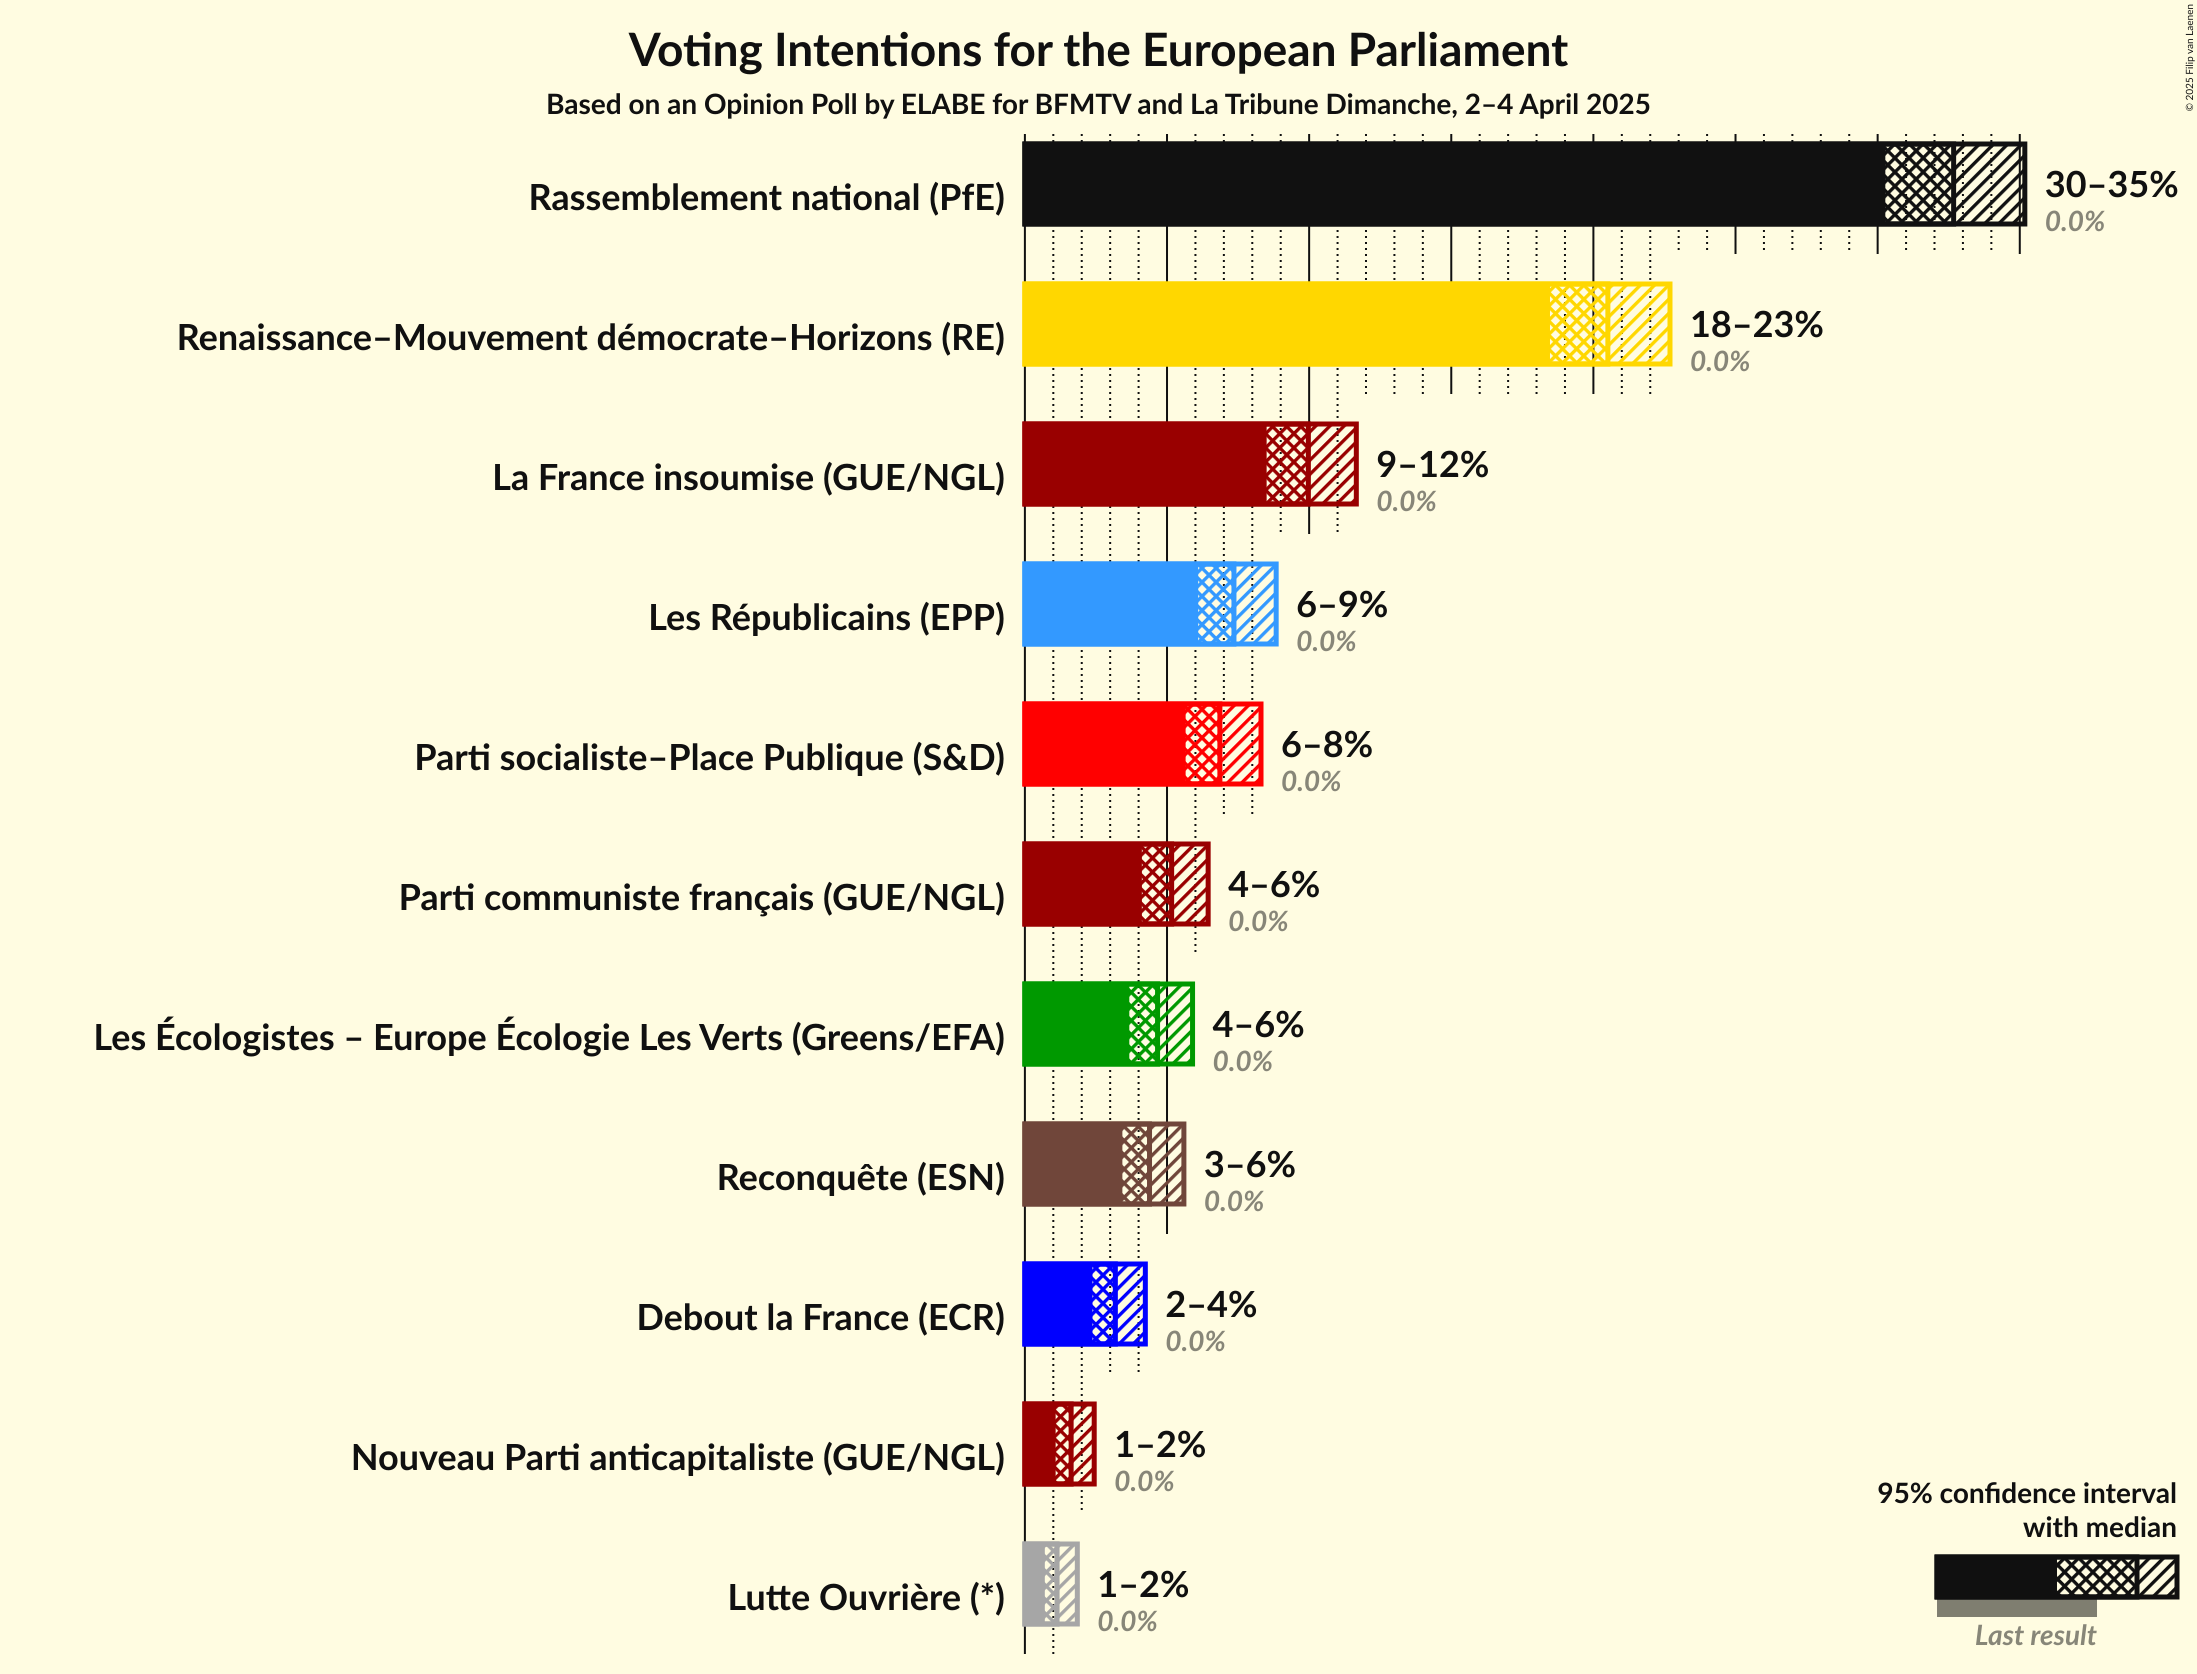 Voting Intentions for the European Parliament
Based on an Opinion Poll by ELABE for BFMTV and La Tribune Dimanche, 2–4 April 2025
© 2025 Filip van Laenen
Rassemblement national (PfE)
30–35%
0.0%
Renaissance–Mouvement démocrate–Horizons (RE)
18–23%
0.0%
La France insoumise (GUE/NGL)
9–12%
0.0%
Les Républicains (EPP)
6–9%
0.0%
Parti socialiste–Place Publique (S&D)
6–8%
0.0%
Parti communiste français (GUE/NGL)
4–6%
0.0%
Les Écologistes – Europe Écologie Les Verts (Greens/EFA)
4–6%
0.0%
Reconquête (ESN)
3–6%
0.0%
Debout la France (ECR)
2–4%
0.0%
Nouveau Parti anticapitaliste (GUE/NGL)
1–2%
0.0%
Lutte Ouvrière (*)
1–2%
0.0%
95% confidence interval
with median
Last result